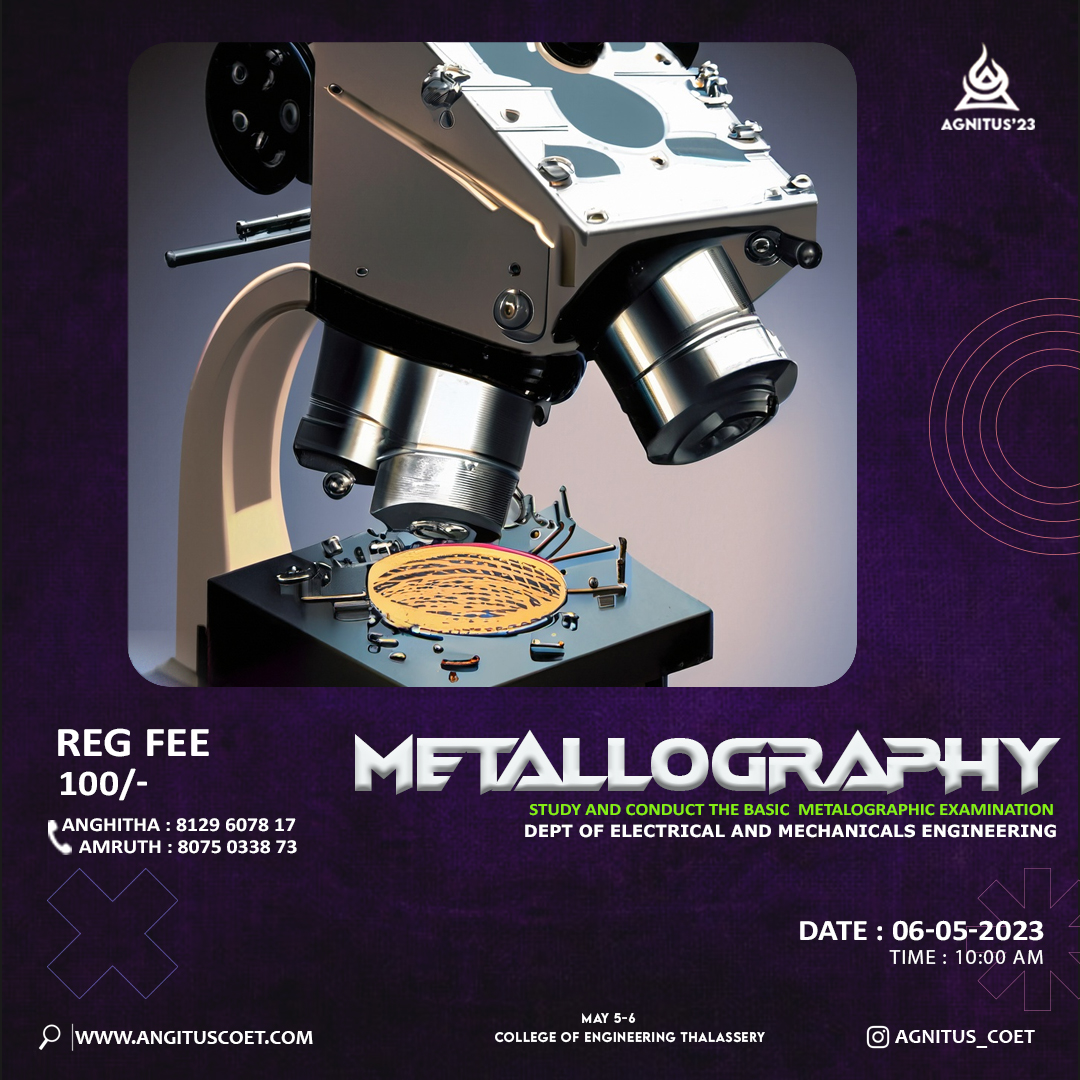 AGNITUS'23
REG FEE
100/-
ANGHITHA : 8129 6078 17
AMRUTH : 8075 0338 73
METALLOGRAPHY
STUDY AND CONDUCT THE BASIC METALOGRAPHIC EXAMINATION
DEPT OF ELECTRICAL AND MECHANICALS ENGINEERING
DATE : 06-05-2023
TIME : 10:00 AM
WWW.ANGITUSCOET.COM
MAY 5-6
COLLEGE OF ENGINEERING THALASSERY
AGNITUS_COET